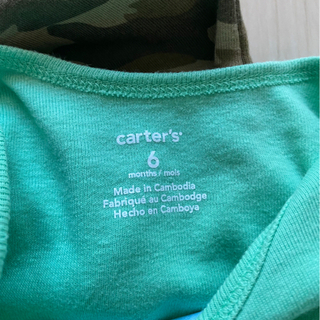 carter's
6
months / mois
Made in Cambodia
Fabriqué au Cambodge
Hecho en Camboya